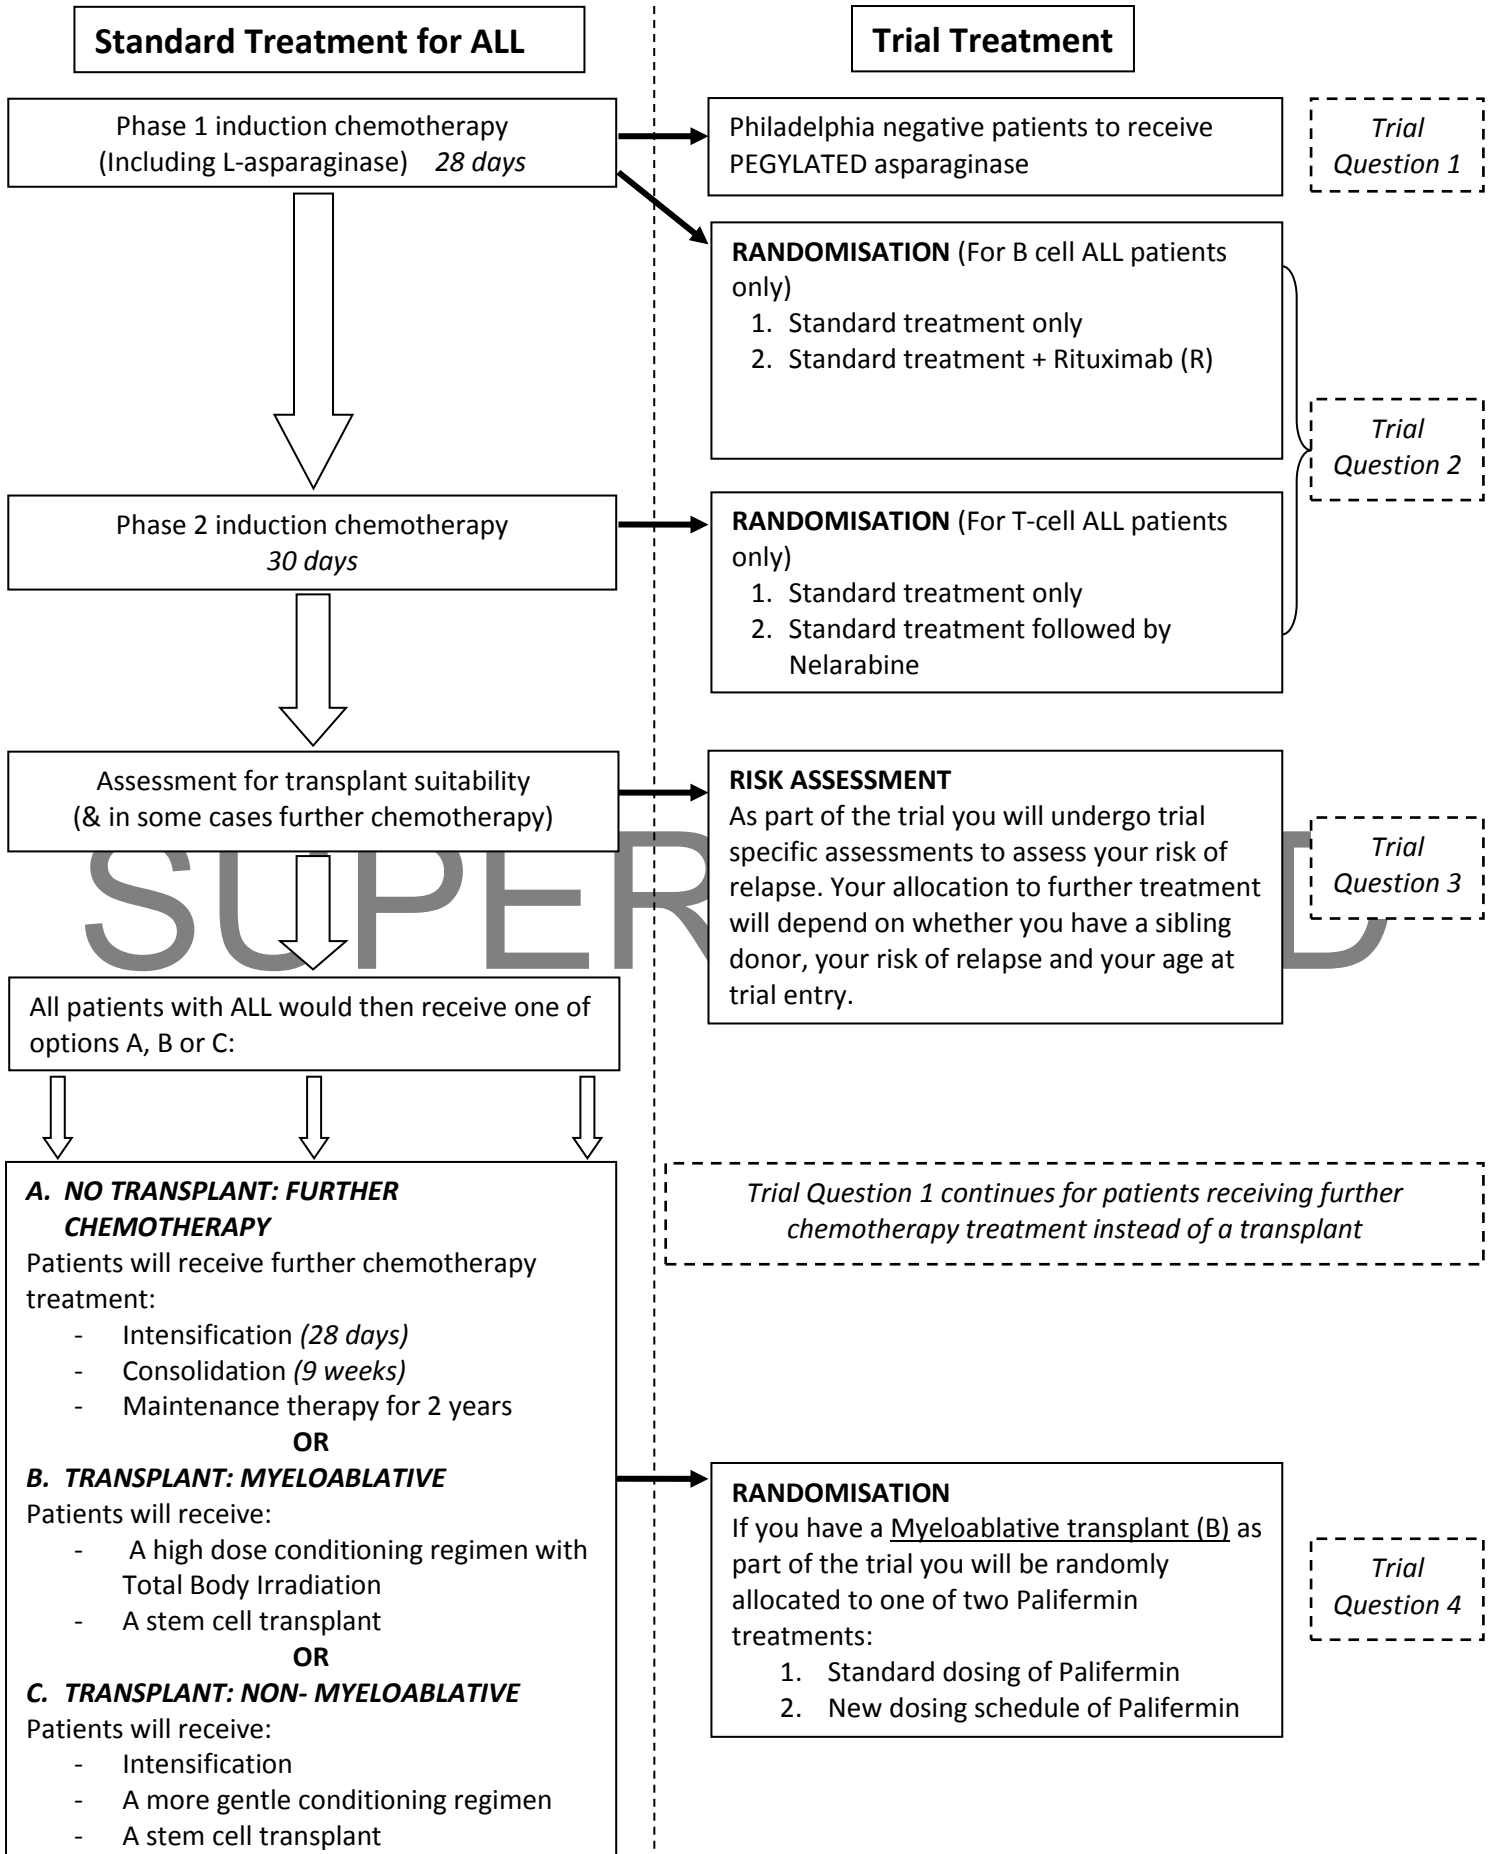 Standard Treatment for ALL
Trial Treatment
Phase 1 induction chemotherapy
(Including L-asparaginase) 28 days
Philadelphia negative patients to receive
PEGYLATED asparaginase
Trial
Question 1
RANDOMISATION (For B cell ALL patients
only)
1. Standard treatment only
2. Standard treatment + Rituximab (R)
Trial
Question 2
Phase 2 induction chemotherapy
30 days
RANDOMISATION (For T-cell ALL patients
only)
1. Standard treatment only
2. Standard treatment followed by
Nelarabine
Assessment for transplant suitability
(& in some cases further chemotherapy)
RISK ASSESSMENT
As part of the trial you will undergo trial
specific assessments to assess your risk of
relapse. Your allocation to further treatment
will depend on whether you have a sibling
donor, your risk of relapse and your age at
trial entry.
Trial
Question 3
All patients with ALL would then receive one of
options A, B or C:
A. NO TRANSPLANT: FURTHER
CHEMOTHERAPY
Patients will receive further chemotherapy
treatment:
- Intensification (28 days)
- Consolidation (9 weeks)
- Maintenance therapy for 2 years
OR
B. TRANSPLANT: MYELOABLATIVE
Patients will receive:
- A high dose conditioning regimen with
Total Body Irradiation
- A stem cell transplant
OR
C. TRANSPLANT: NON- MYELOABLATIVE
Patients will receive:
- Intensification
- A more gentle conditioning regimen
- A stem cell transplant
Trial Question 1 continues for patients receiving further
chemotherapy treatment instead of a transplant
RANDOMISATION
If you have a Myeloablative transplant (B) as
part of the trial you will be randomly
allocated to one of two Palifermin
treatments:
1. Standard dosing of Palifermin
2. New dosing schedule of Palifermin
Trial
Question 4